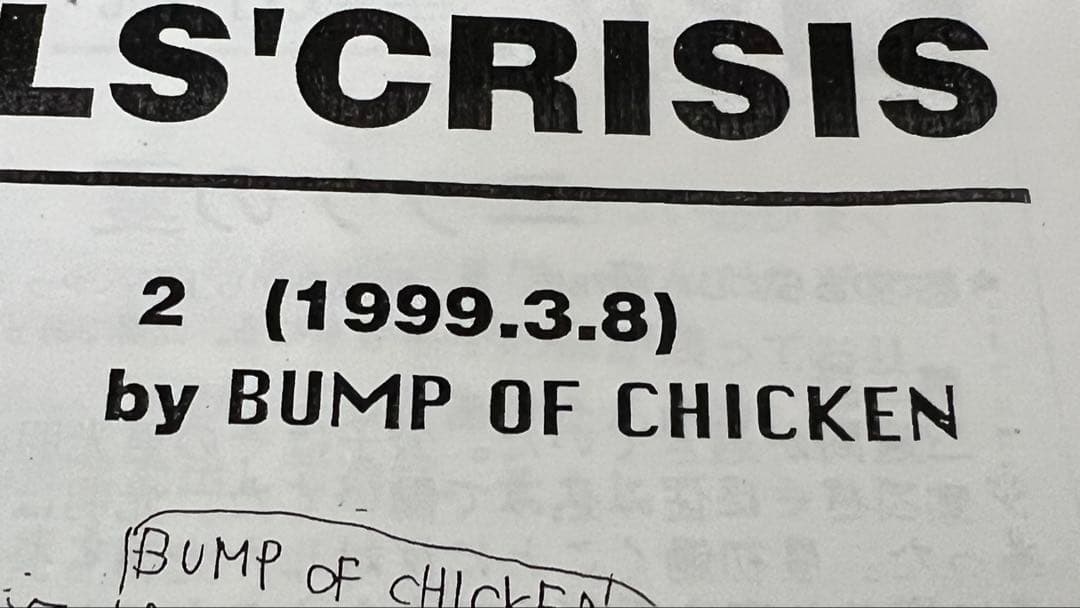 LS'CRISIS
2 (1999.3.8)
by BUMP OF CHICKEN
BUMP OF CHICKEN